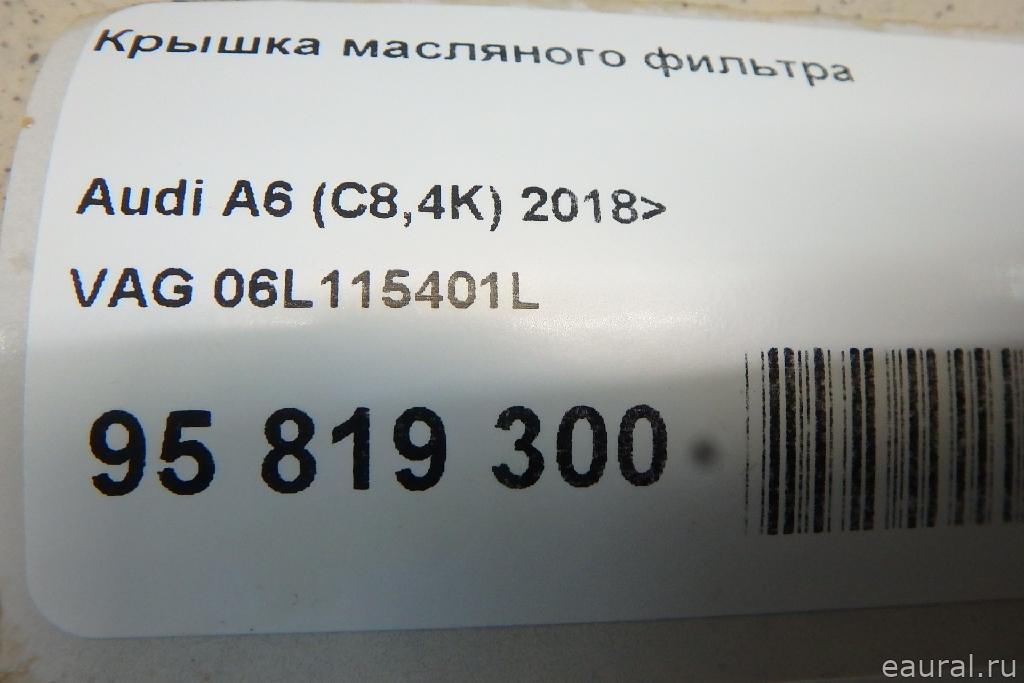 Крышка масляного фильтра
Audi A6 (C8,4K) 2018>
VAG 06L115401L
95 819 300
eaural.ru